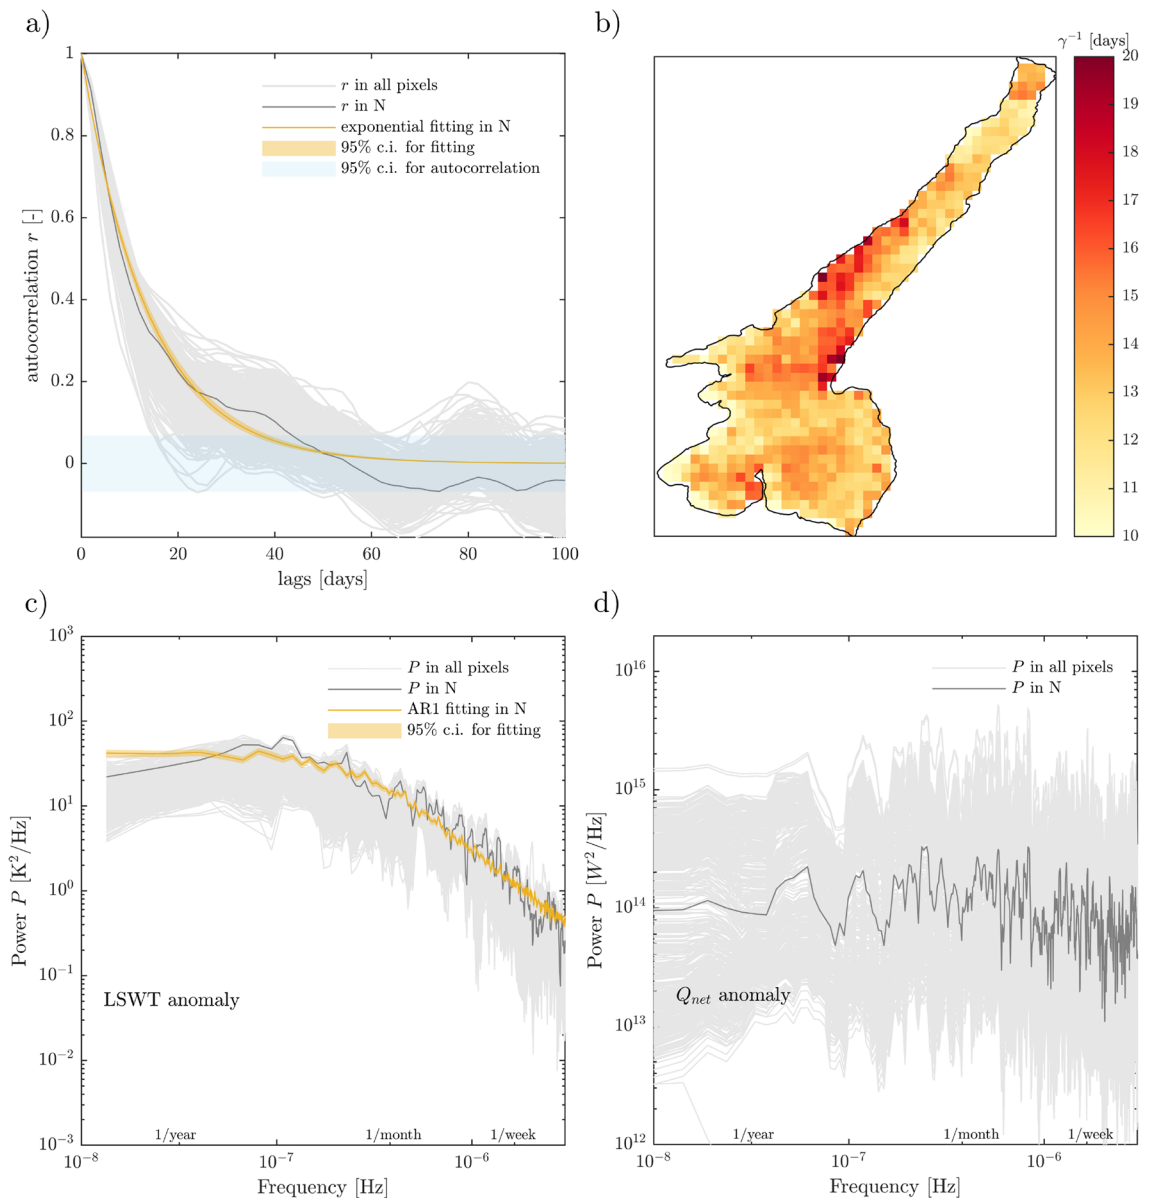 a)
1
0.8
0.6
0.4
0.2
0
0
20
40
60
80
100
autocorrelation r [-]
lags [days]
r in all pixels
r in N
exponential fitting in N
95% c.i. for fitting
95% c.i. for autocorrelation
b)
γ⁻¹ [days]
20
19
18
17
16
15
14
13
12
11
10
c)
10³
10²
10¹
10⁰
10⁻¹
10⁻²
10⁻³
10⁻⁸
10⁻⁷
10⁻⁶
Power P [K²/Hz]
Frequency [Hz]
P in all pixels
P in N
AR1 fitting in N
95% c.i. for fitting
LSWT anomaly
1/year
1/month
1/week
d)
10¹⁶
10¹⁵
10¹⁴
10¹³
10¹²
10⁻⁸
10⁻⁷
10⁻⁶
Power P [W²/Hz]
Frequency [Hz]
P in all pixels
P in N
Qnet anomaly
1/year
1/month
1/week